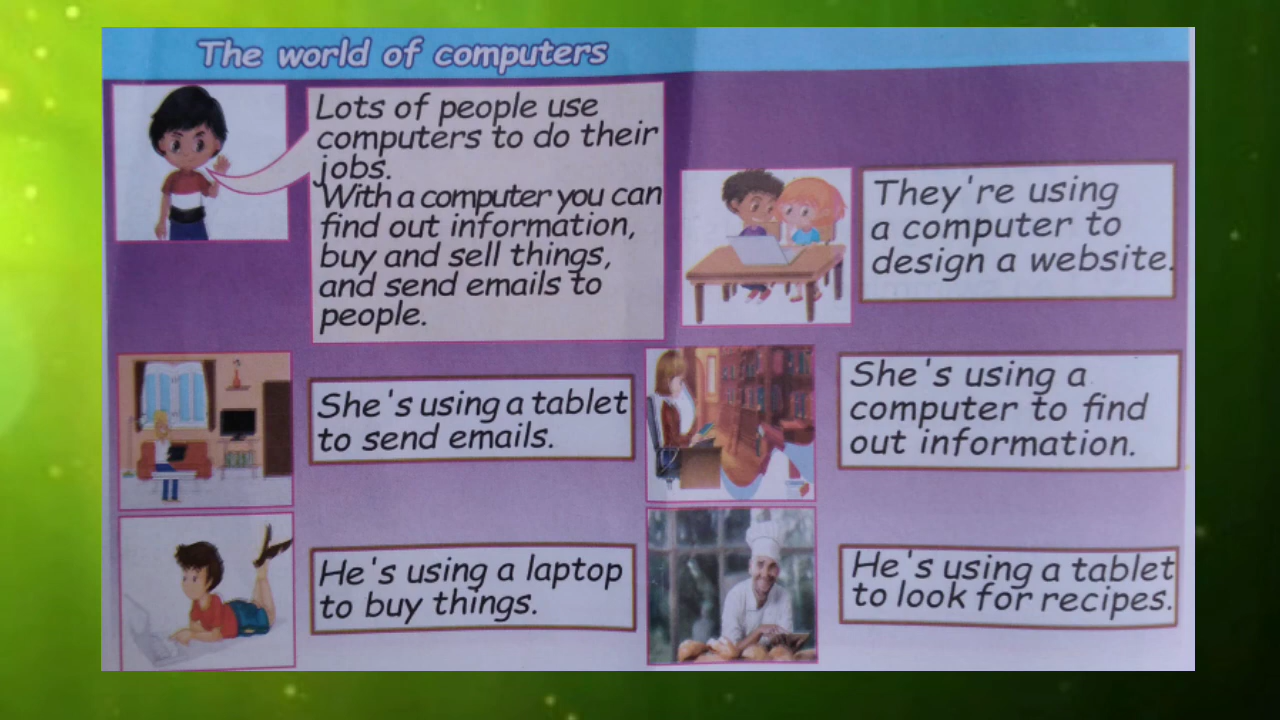 The world of computers
Lots of people use
computers to do their
jobs.
With a computer you can
find out information,
buy and sell things,
and send emails to
people.
They're using
a computer to
design a website.
She's using a tablet
to send emails.
She's using a
computer to find
out information.
He's using a laptop
to buy things.
He's using a tablet
to look for recipes.